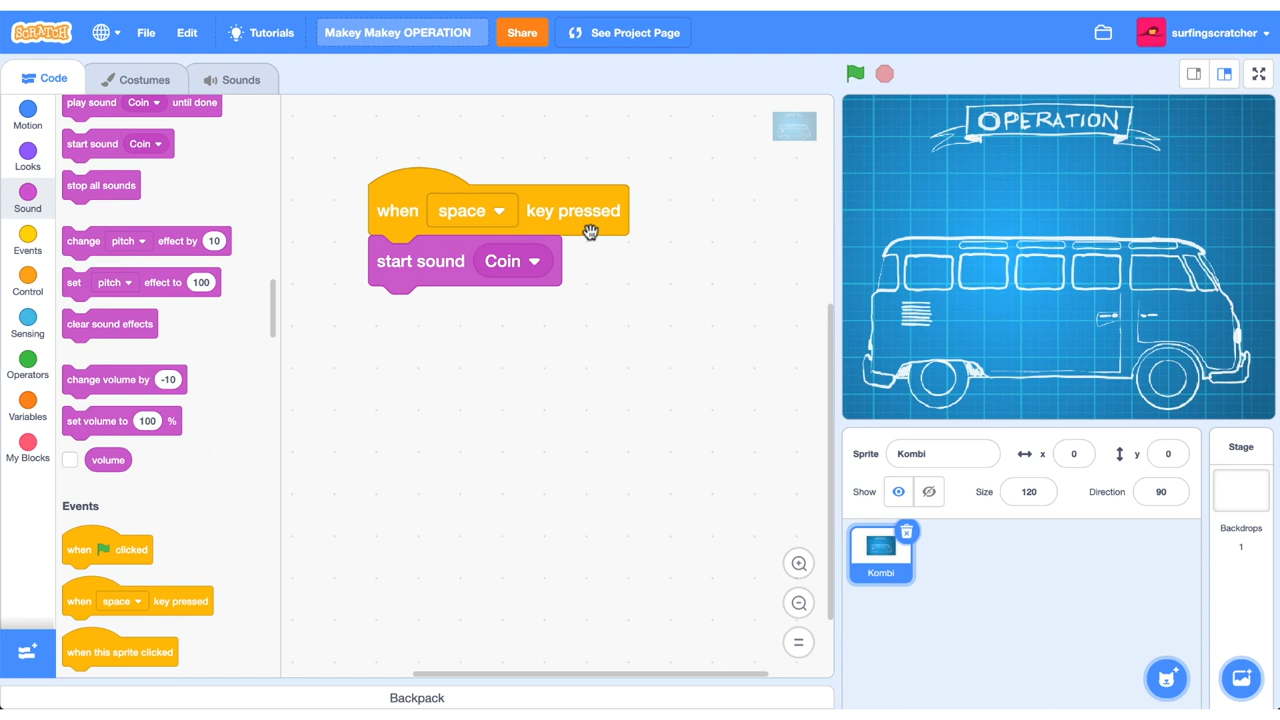 SCRATCH File Edit Tutorials Makey Makey OPERATION Share See Project Page surfingscratcher
Code Costumes Sounds
Motion
Looks
Sound
Events
Control
Sensing
Operators
Variables
My Blocks
play sound Coin until done
start sound Coin
stop all sounds
change pitch effect by 10
set pitch effect to 100
clear sound effects
change volume by -10
set volume to 100 %
volume
Events
when clicked
when space key pressed
when this sprite clicked
when space key pressed
start sound Coin
Backpack
OPERATION
Sprite Kombi x 0 y 0
Show Size 120 Direction 90
Kombi
Stage
Backdrops
1